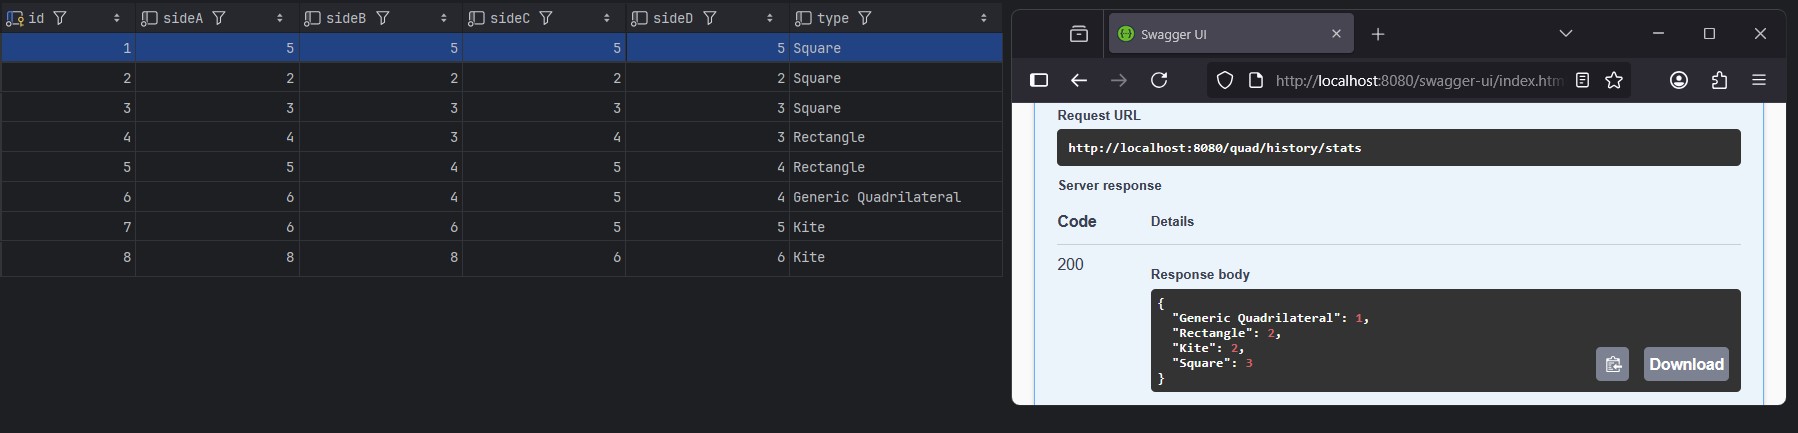 id sideA sideB sideC sideD type
1 5 5 5 5 Square
2 2 2 2 2 Square
3 3 3 3 3 Square
4 4 3 4 3 Rectangle
5 5 4 5 4 Rectangle
6 6 4 5 4 Generic Quadrilateral
7 6 6 5 5 Kite
8 8 8 6 6 Kite
Swagger UI
http://localhost:8080/swagger-ui/index.htm
Request URL
http://localhost:8080/quad/history/stats
Server response
Code Details
200
Response body
{
"Generic Quadrilateral": 1,
"Rectangle": 2,
"Kite": 2,
"Square": 3
}
Download